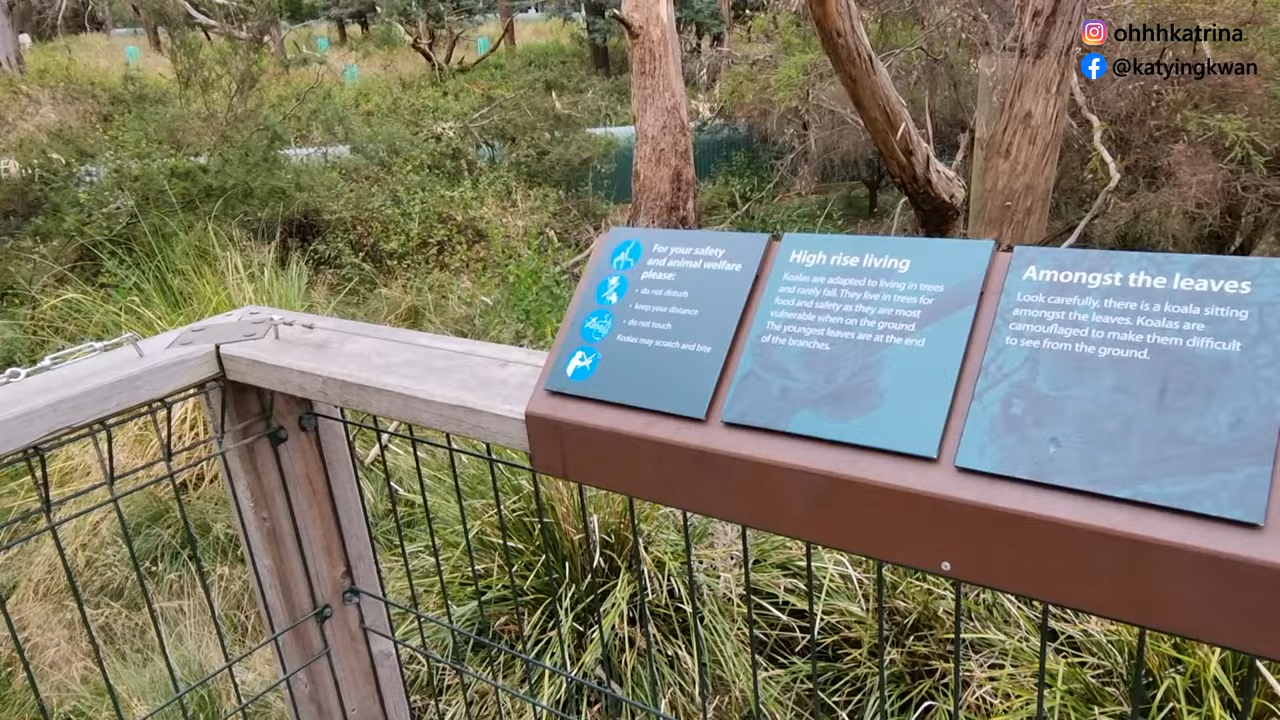 ohhhkatrina
@katyingkwan
For your safety
and animal welfare
please:
• do not disturb
• keep your distance
• do not touch
Koalas may scratch and bite
High rise living
Koalas are adapted to living in trees
and rarely fall. They live in trees for
food and safety as they are most
vulnerable when on the ground.
The youngest leaves are at the end
of the branches.
Amongst the leaves
Look carefully, there is a koala sitting
amongst the leaves. Koalas are
camouflaged to make them difficult
to see from the ground.